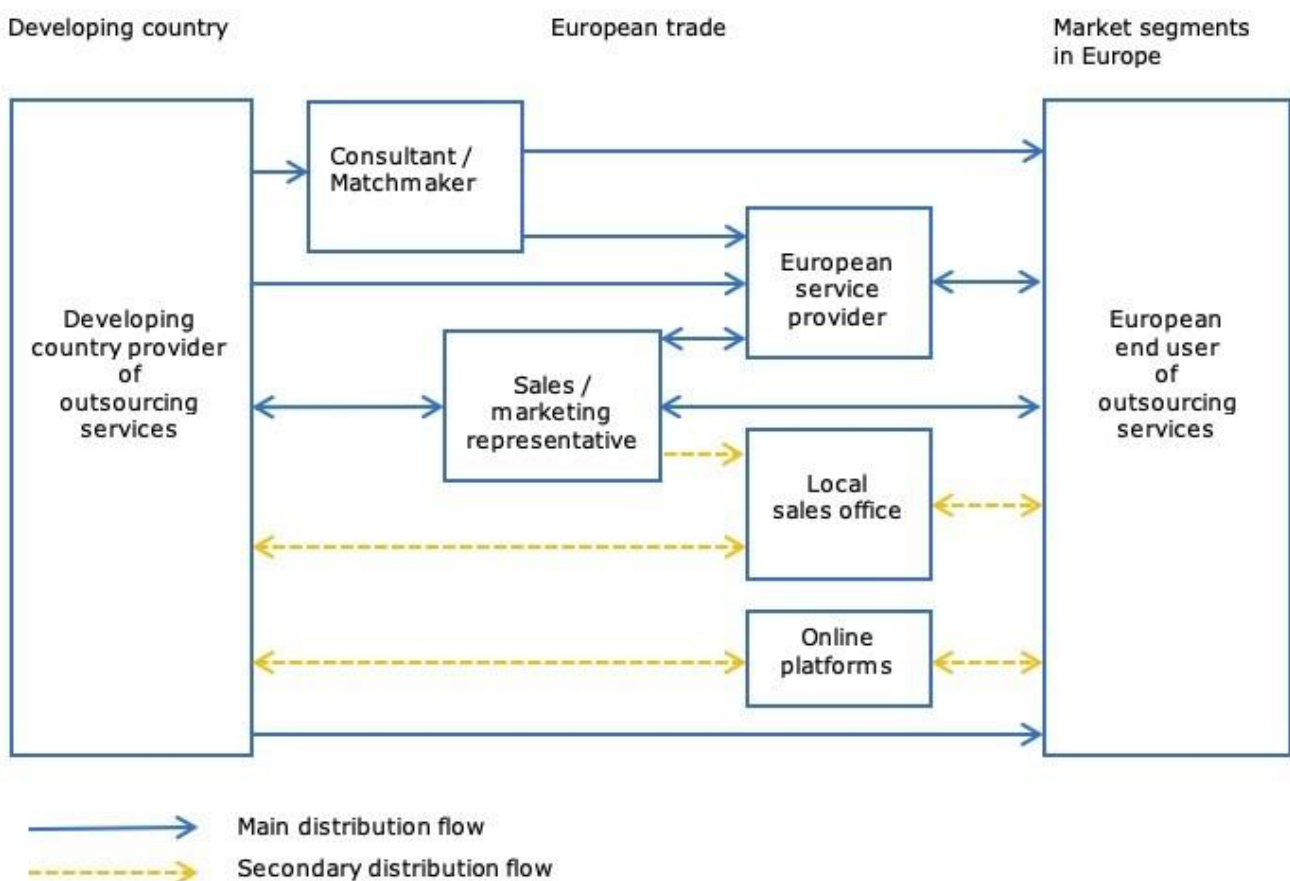 Developing country
European trade
Market segments
in Europe
Consultant /
Matchmaker
European
service
provider
Developing
country provider
of
outsourcing
services
Sales /
marketing
representative
European
end user
of
outsourcing
services
Local
sales office
Online
platforms
Main distribution flow
Secondary distribution flow